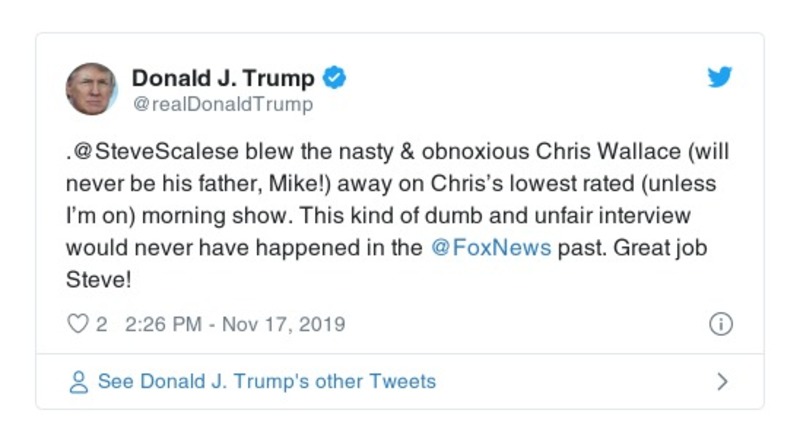 Donald J. Trump
@realDonaldTrump
.@SteveScalese blew the nasty & obnoxious Chris Wallace (will
never be his father, Mike!) away on Chris’s lowest rated (unless
I’m on) morning show. This kind of dumb and unfair interview
would never have happened in the @FoxNews past. Great job
Steve!
2 2:26 PM - Nov 17, 2019
See Donald J. Trump's other Tweets